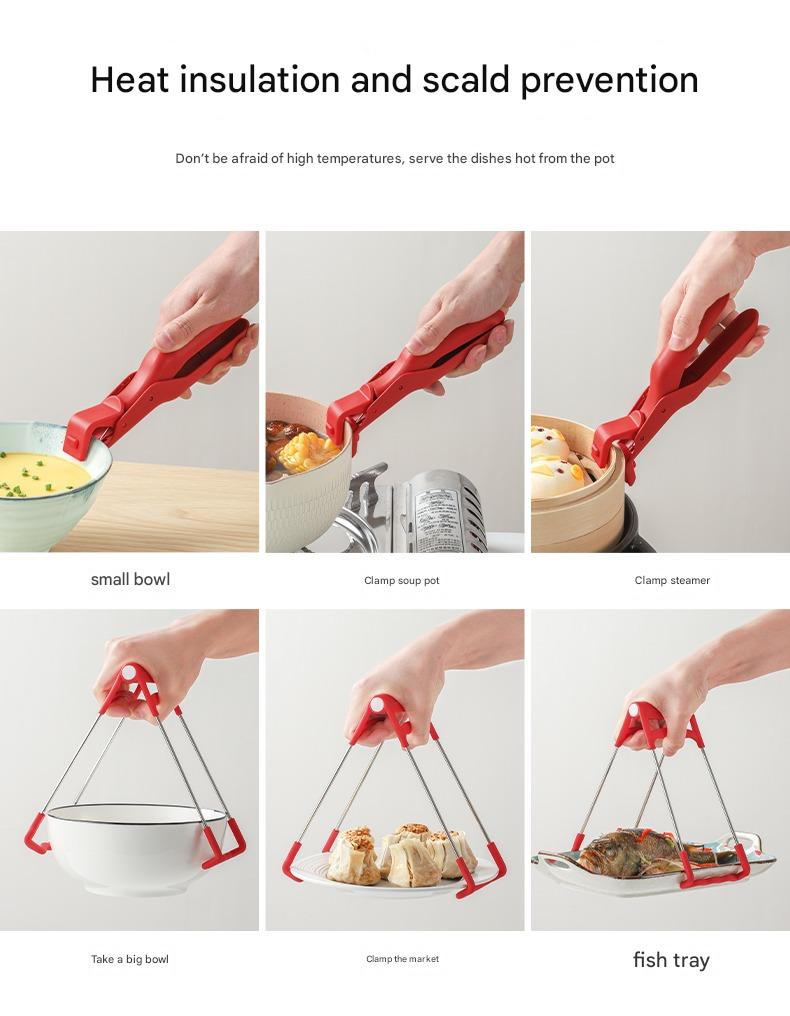 Heat insulation and scald prevention
Don't be afraid of high temperatures, serve the dishes hot from the pot
small bowl
Clamp soup pot
Clamp steamer
Take a big bowl
Clamp the market
fish tray